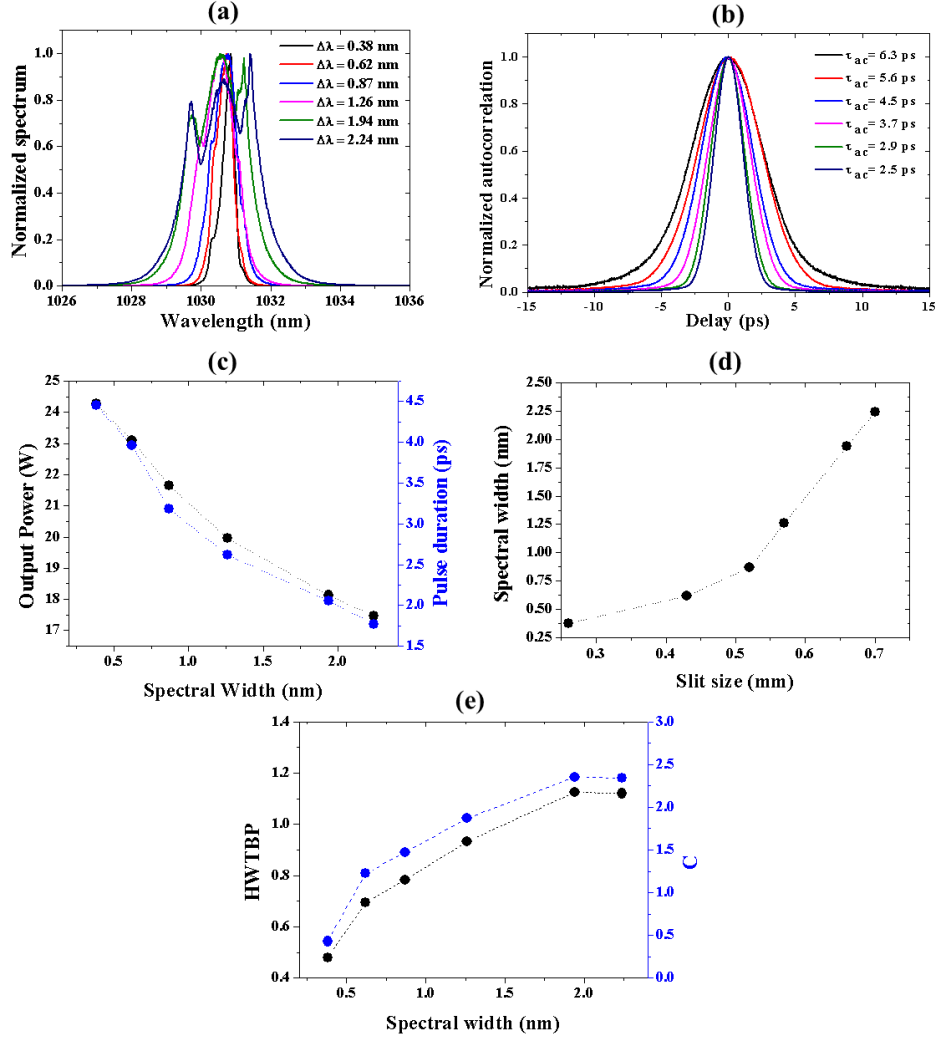 (a)
Normalized spectrum
1.0
0.8
0.6
0.4
0.2
0.0
Δλ = 0.38 nm
Δλ = 0.62 nm
Δλ = 0.87 nm
Δλ = 1.26 nm
Δλ = 1.94 nm
Δλ = 2.24 nm
1026 1028 1030 1032 1034 1036
Wavelength (nm)
(b)
Normalized autocorrelation
1.0
0.8
0.6
0.4
0.2
0.0
τ ac = 6.3 ps
τ ac = 5.6 ps
τ ac = 4.5 ps
τ ac = 3.7 ps
τ ac = 2.9 ps
τ ac = 2.5 ps
-15 -10 -5 0 5 10 15
Delay (ps)
(c)
Output Power (W)
25
24
23
22
21
20
19
18
17
4.5
4.0
3.5
3.0
2.5
2.0
1.5
Pulse duration (ps)
0.5 1.0 1.5 2.0
Spectral Width (nm)
(d)
Spectral width (nm)
2.50
2.25
2.00
1.75
1.50
1.25
1.00
0.75
0.50
0.25
0.3 0.4 0.5 0.6 0.7
Slit size (mm)
(e)
HWTBP
1.4
1.2
1.0
0.8
0.6
0.4
3.0
2.5
2.0
1.5
1.0
0.5
0.0
C
0.5 1.0 1.5 2.0
Spectral width (nm)